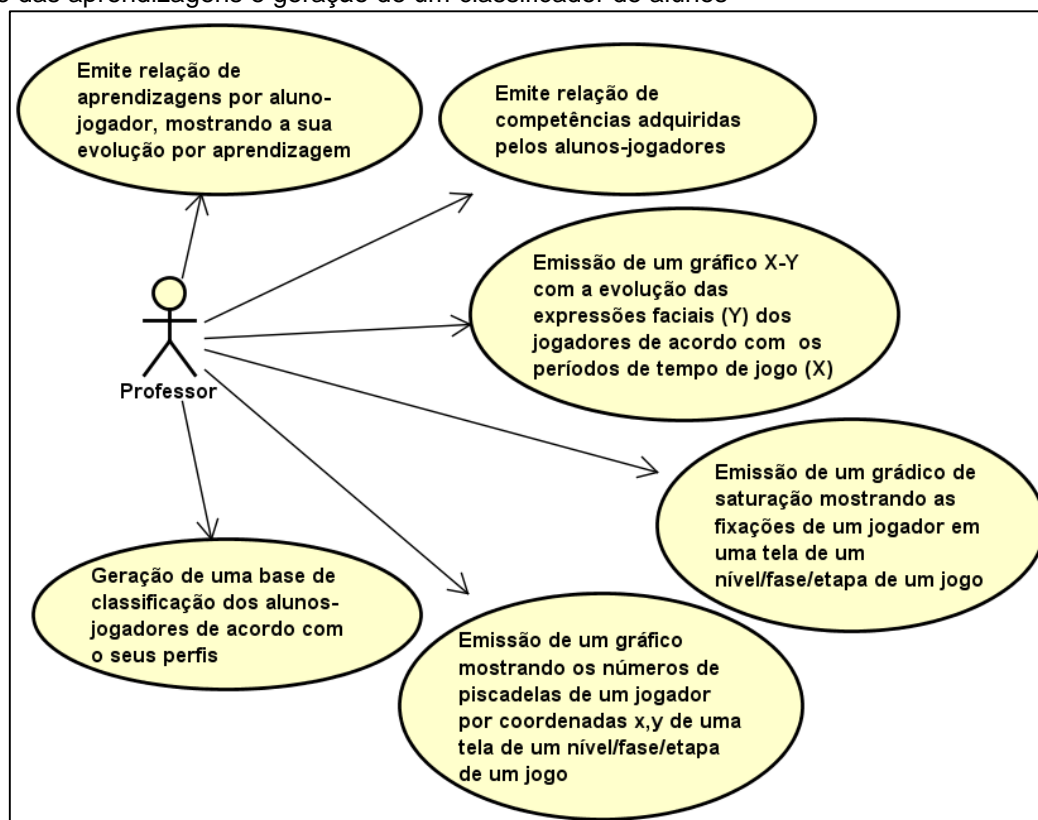 das aprendizagens e geração de um classificador de alunos
Emite relação de
aprendizagens por aluno-
jogador, mostrando a sua
evolução por aprendizagem
Emite relação de
competências adquiridas
pelos alunos-jogadores
Emissão de um gráfico X-Y
com a evolução das
expressões faciais (Y) dos
jogadores de acordo com os
períodos de tempo de jogo (X)
Professor
Emissão de um grádico de
saturação mostrando as
fixações de um jogador em
uma tela de um
nível/fase/etapa de um jogo
Geração de uma base de
classificação dos alunos-
jogadores de acordo com
o seus perfis
Emissão de um gráfico
mostrando os números de
piscadelas de um jogador
por coordenadas x,y de uma
tela de um nível/fase/etapa
de um jogo